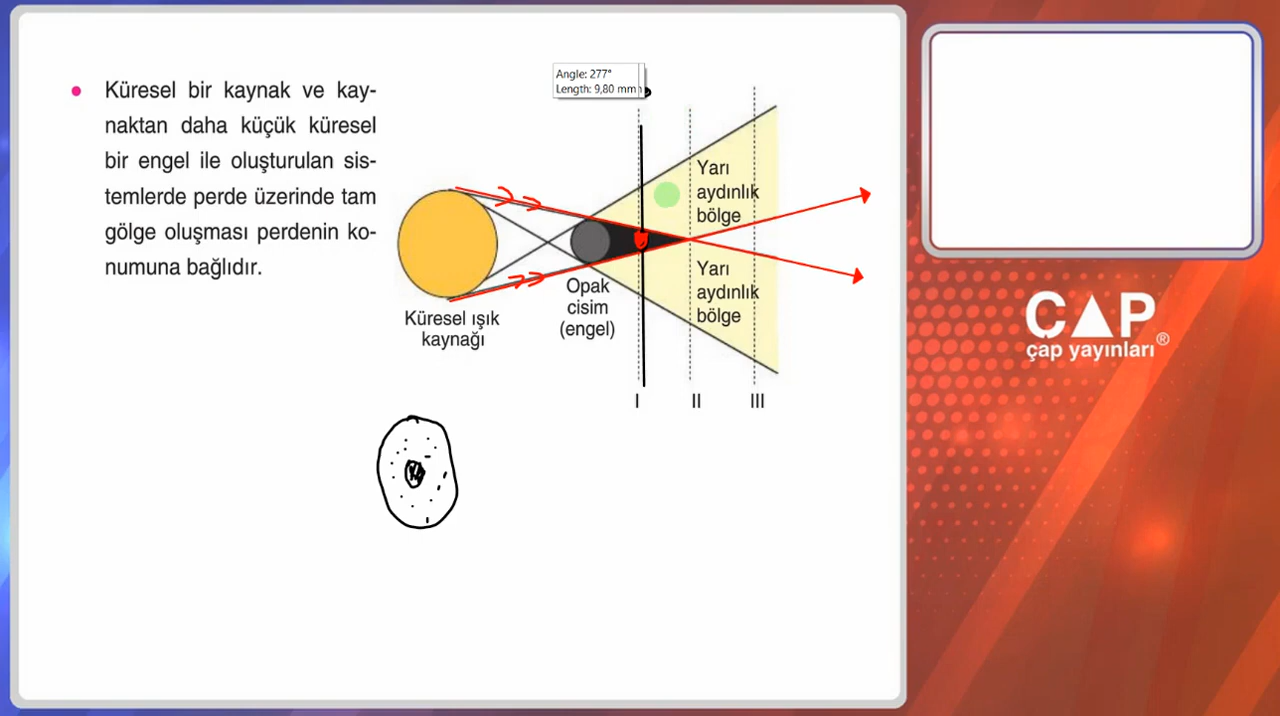 Küresel bir kaynak ve kay-
naktan daha küçük küresel
bir engel ile oluşturulan sis-
temlerde perde üzerinde tam
gölge oluşması perdenin ko-
numuna bağlıdır.
Angle: 277°
Length: 9,80 mm
Yarı
aydınlık
bölge
Yarı
aydınlık
bölge
Opak
cisim
(engel)
Küresel ışık
kaynağı
I II III
ÇAP
çap yayınları®